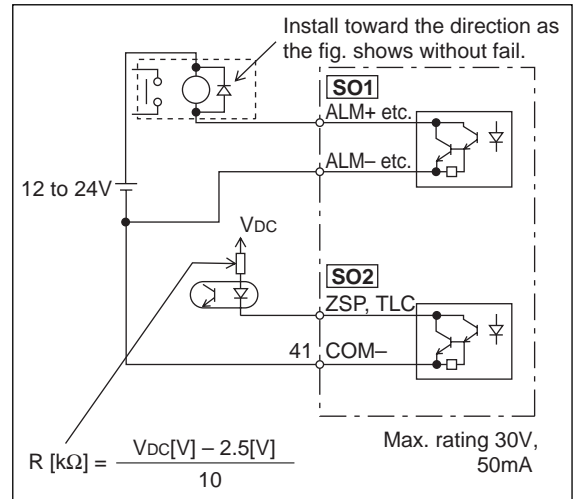 Install toward the direction as
the fig. shows without fail.
SO1
ALM+ etc.
ALM– etc.
12 to 24V
VDC
SO2
ZSP, TLC
41 COM–
R [kΩ] = VDC[V] – 2.5[V]
10
Max. rating 30V,
50mA